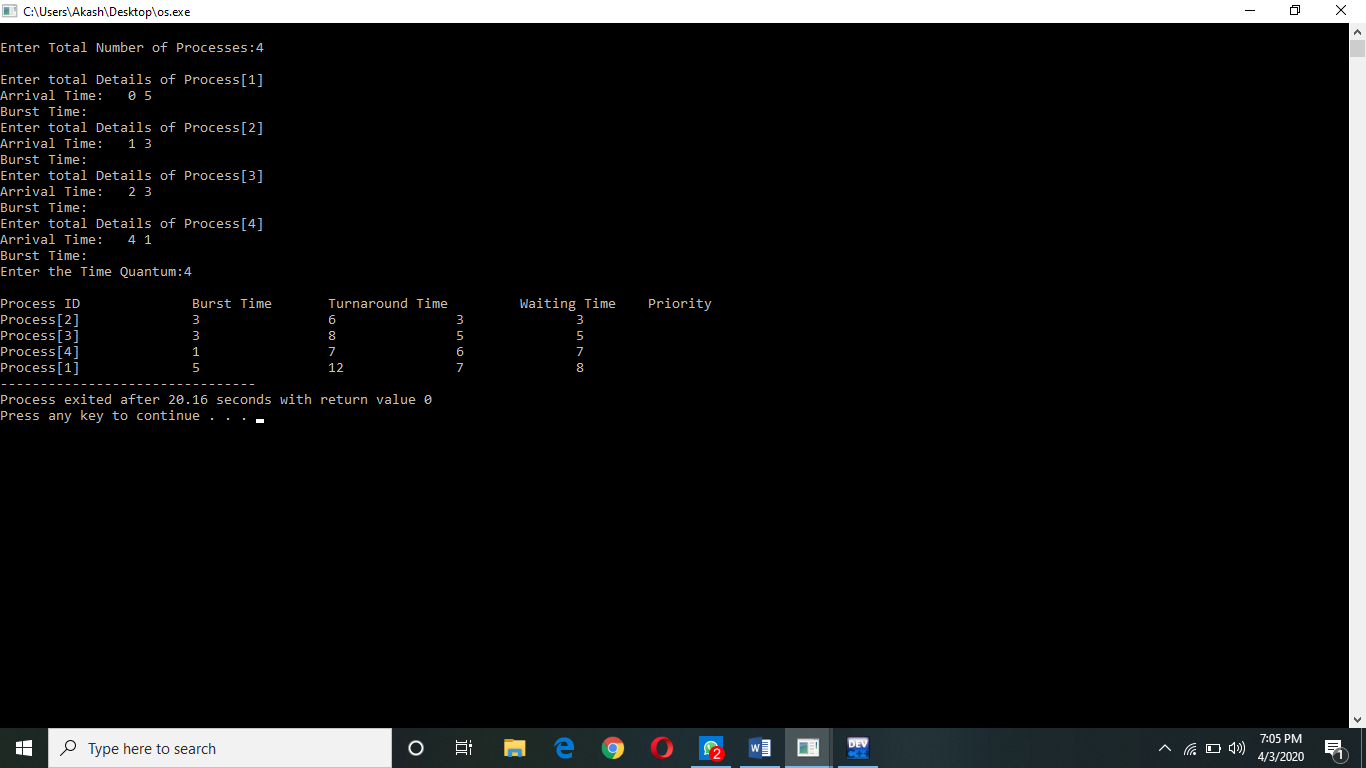 C:\Users\Akash\Desktop\os.exe
Enter Total Number of Processes:4
Enter total Details of Process[1]
Arrival Time:   0 5
Burst Time:
Enter total Details of Process[2]
Arrival Time:   1 3
Burst Time:
Enter total Details of Process[3]
Arrival Time:   2 3
Burst Time:
Enter total Details of Process[4]
Arrival Time:   4 1
Burst Time:
Enter the Time Quantum:4
Process ID              Burst Time       Turnaround Time         Waiting Time    Priority
Process[2]              3                6               3              3
Process[3]              3                8               5              5
Process[4]              1                7               6              7
Process[1]              5                12              7              8
--------------------------------
Process exited after 20.16 seconds with return value 0
Press any key to continue . . .
Type here to search
2
W
DEV
C++
7:05 PM
4/3/2020
1